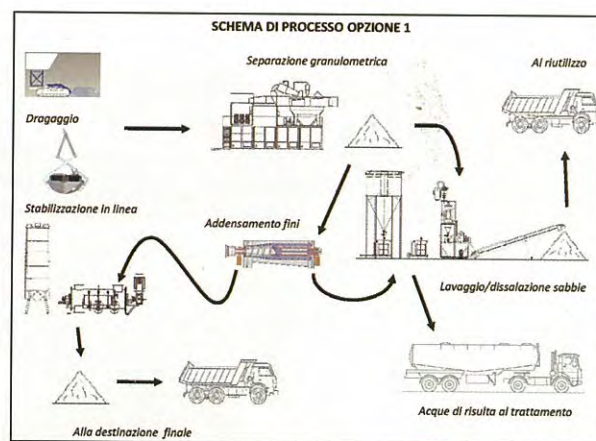 SCHEMA DI PROCESSO OPZIONE 1
Separazione granulometrica
Al riutilizzo
Dragaggio
Stabilizzazione in linea
Addensamento fini
Lavaggio/dissalazione sabbie
Acque di risulta al trattamento
Alla destinazione finale